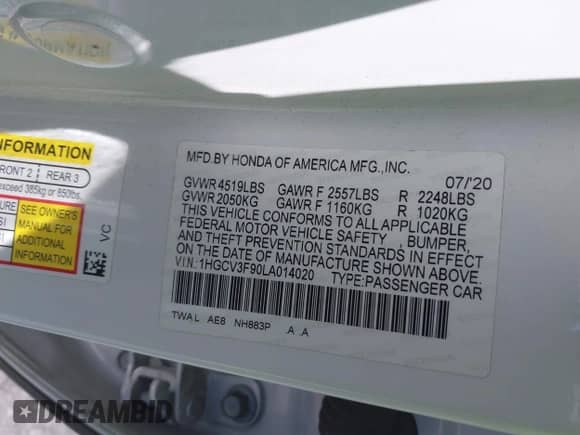 MFD.BY HONDA OF AMERICA MFG.,INC. 07/'20
GVWR 4519LBS GAWR F 2557LBS R 2248LBS
GVWR 2050KG GAWR F 1160KG R 1020KG
THIS VEHICLE CONFORMS TO ALL APPLICABLE
FEDERAL MOTOR VEHICLE SAFETY , BUMPER,
AND THEFT PREVENTION STANDARDS IN EFFECT
ON THE DATE OF MANUFACTURE SHOWN ABOVE.
V.I.N:1HGCV3F90LA014020 TYPE:PASSENGER CAR
TWAL AE8 NH883P A A
INFORMATION
FRONT 2 REAR 3
exceed 385kg or 850lbs.
SEE OWNER'S
MANUAL FOR
ADDITIONAL
INFORMATION
VC
DREAMBID